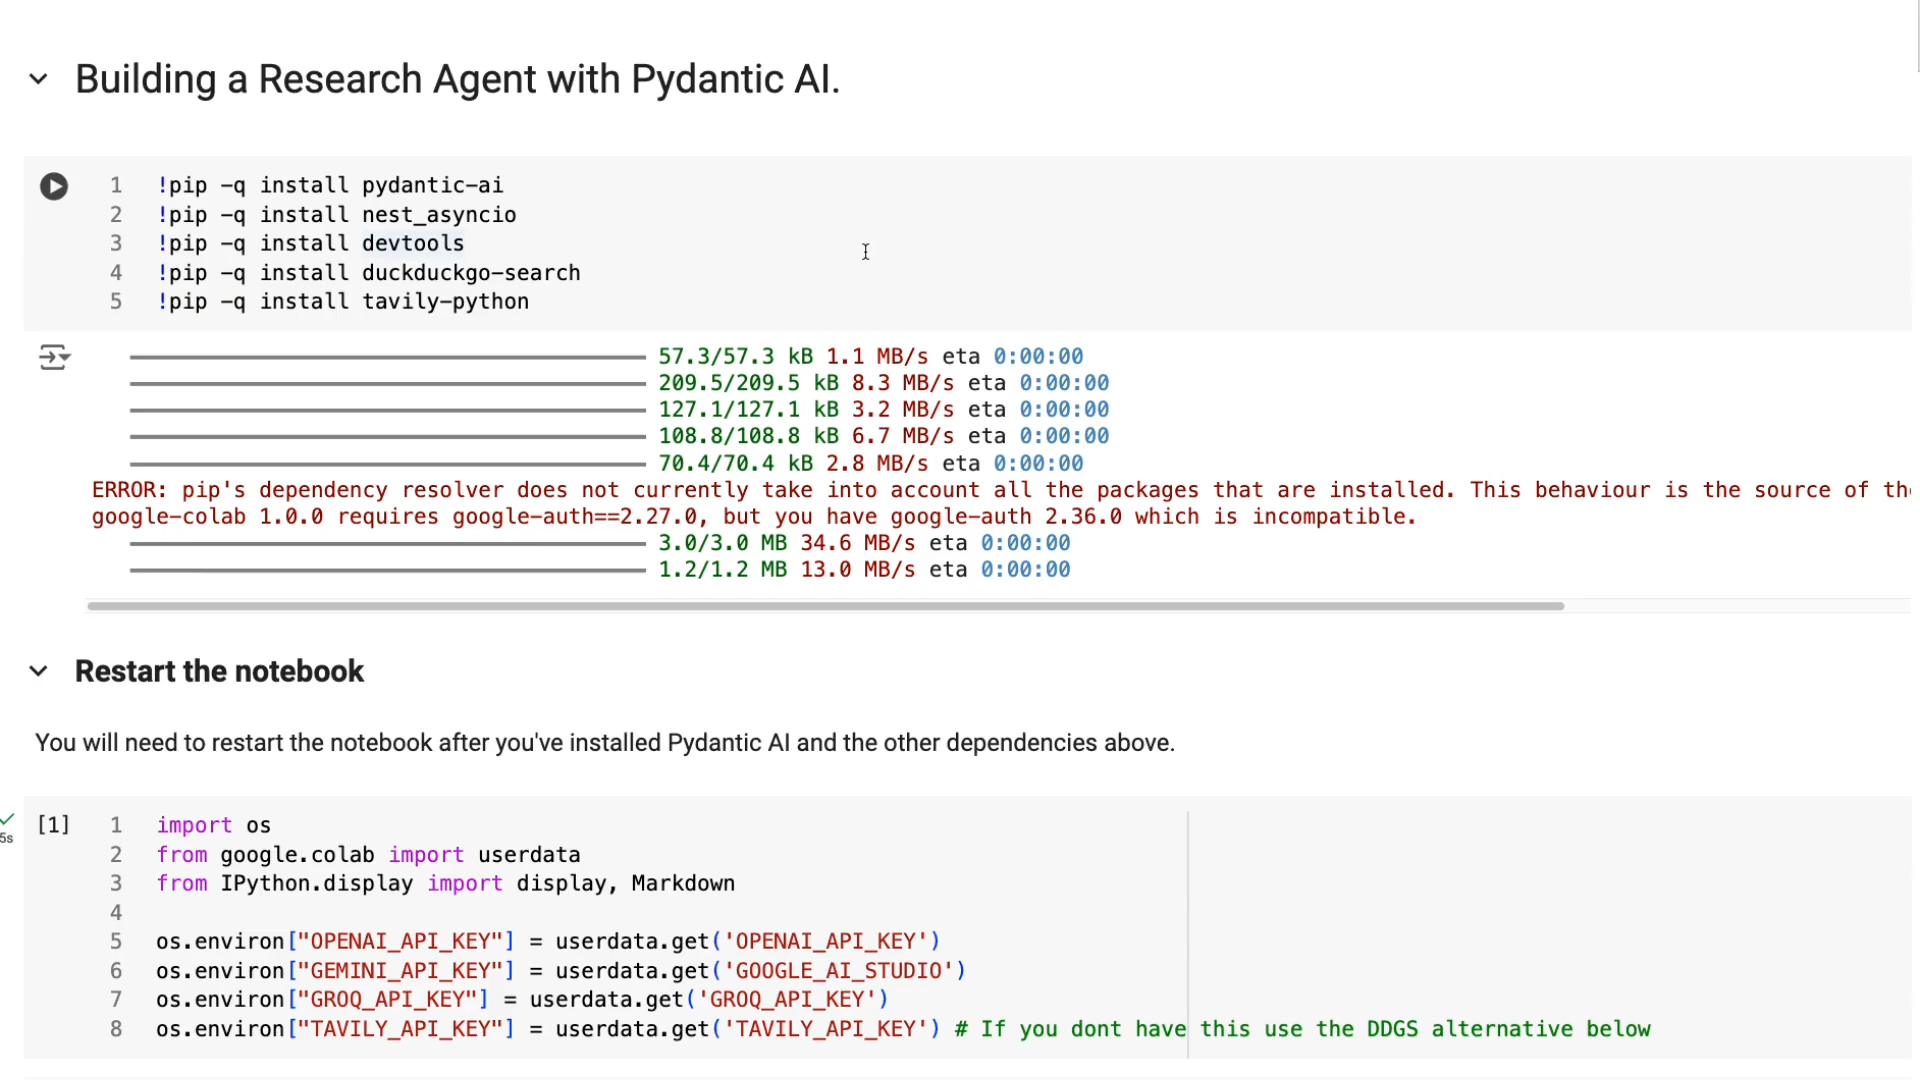 Building a Research Agent with Pydantic AI.
1 !pip -q install pydantic-ai
2 !pip -q install nest_asyncio
3 !pip -q install devtools
4 !pip -q install duckduckgo-search
5 !pip -q install tavily-python
57.3/57.3 kB 1.1 MB/s eta 0:00:00
209.5/209.5 kB 8.3 MB/s eta 0:00:00
127.1/127.1 kB 3.2 MB/s eta 0:00:00
108.8/108.8 kB 6.7 MB/s eta 0:00:00
70.4/70.4 kB 2.8 MB/s eta 0:00:00
ERROR: pip's dependency resolver does not currently take into account all the packages that are installed. This behaviour is the source of
google-colab 1.0.0 requires google-auth==2.27.0, but you have google-auth 2.36.0 which is incompatible.
3.0/3.0 MB 34.6 MB/s eta 0:00:00
1.2/1.2 MB 13.0 MB/s eta 0:00:00
Restart the notebook
You will need to restart the notebook after you've installed Pydantic AI and the other dependencies above.
5s
[1] 1 import os
2 from google.colab import userdata
3 from IPython.display import display, Markdown
4
5 os.environ["OPENAI_API_KEY"] = userdata.get('OPENAI_API_KEY')
6 os.environ["GEMINI_API_KEY"] = userdata.get('GOOGLE_AI_STUDIO')
7 os.environ["GROQ_API_KEY"] = userdata.get('GROQ_API_KEY')
8 os.environ["TAVILY_API_KEY"] = userdata.get('TAVILY_API_KEY') # If you dont have this use the DDGS alternative below